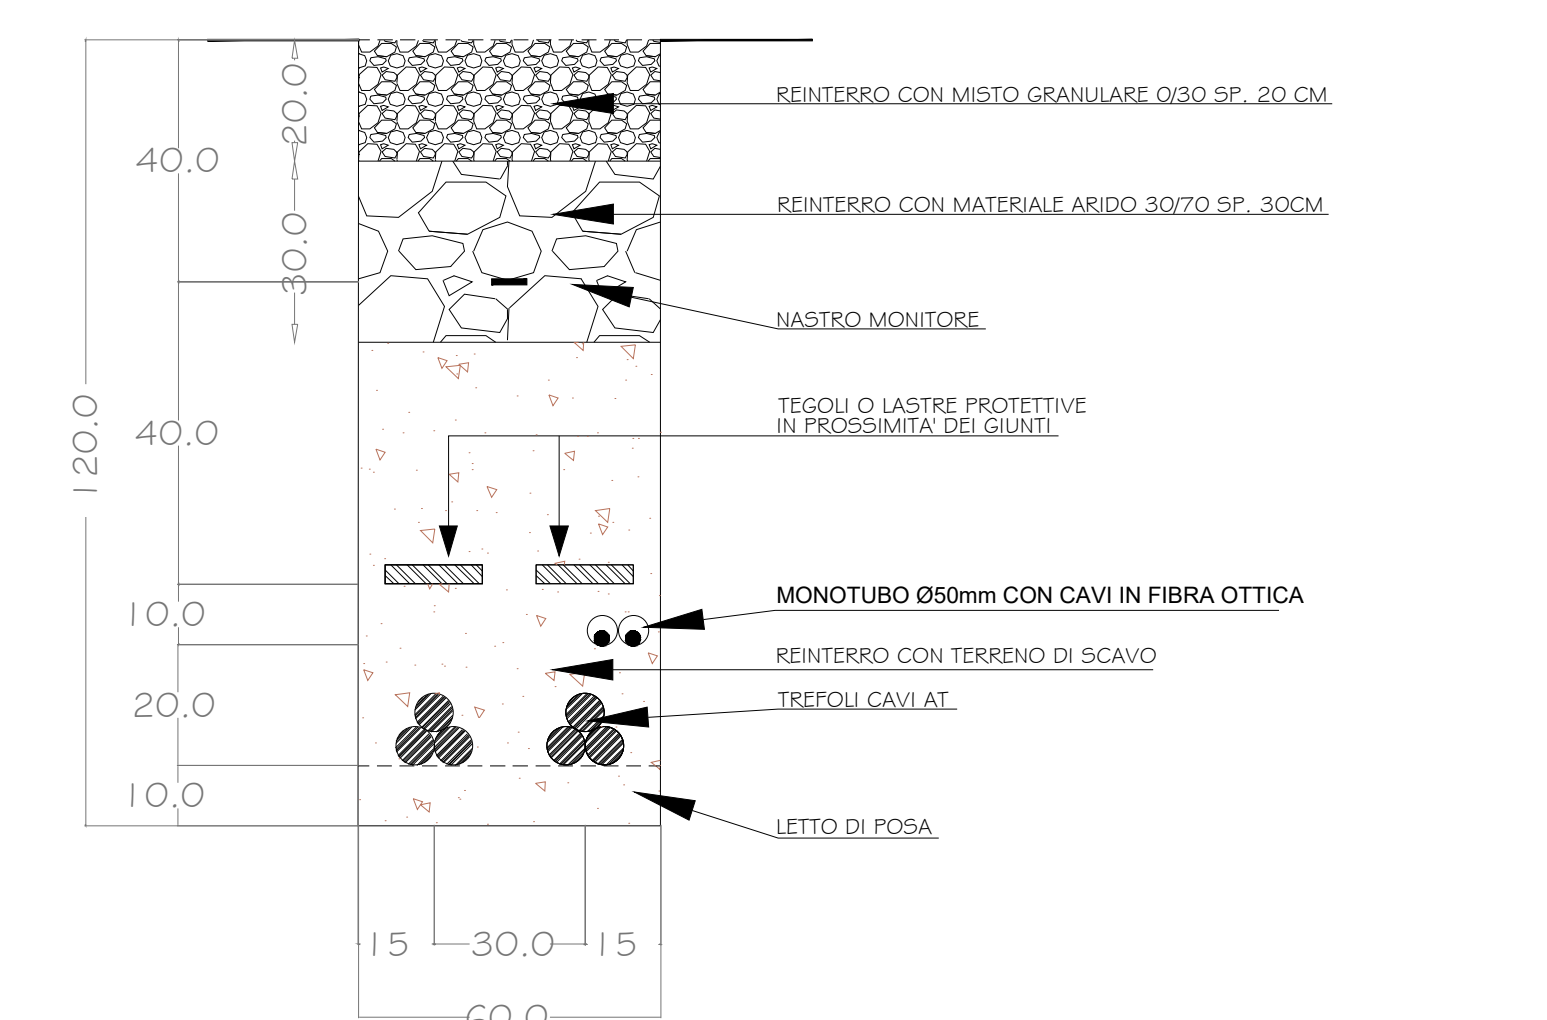 20.0
REINTERRO CON MISTO GRANULARE 0/30 SP. 20 CM
40.0
REINTERRO CON MATERIALE ARIDO 30/70 SP. 30CM
30.0
NASTRO MONITORE
120.0
40.0
TEGOLI O LASTRE PROTETTIVE
IN PROSSIMITA' DEI GIUNTI
MONOTUBO Ø50mm CON CAVI IN FIBRA OTTICA
10.0
REINTERRO CON TERRENO DI SCAVO
20.0
TREFOLI CAVI AT
10.0
LETTO DI POSA
15
30.0
15
60.0